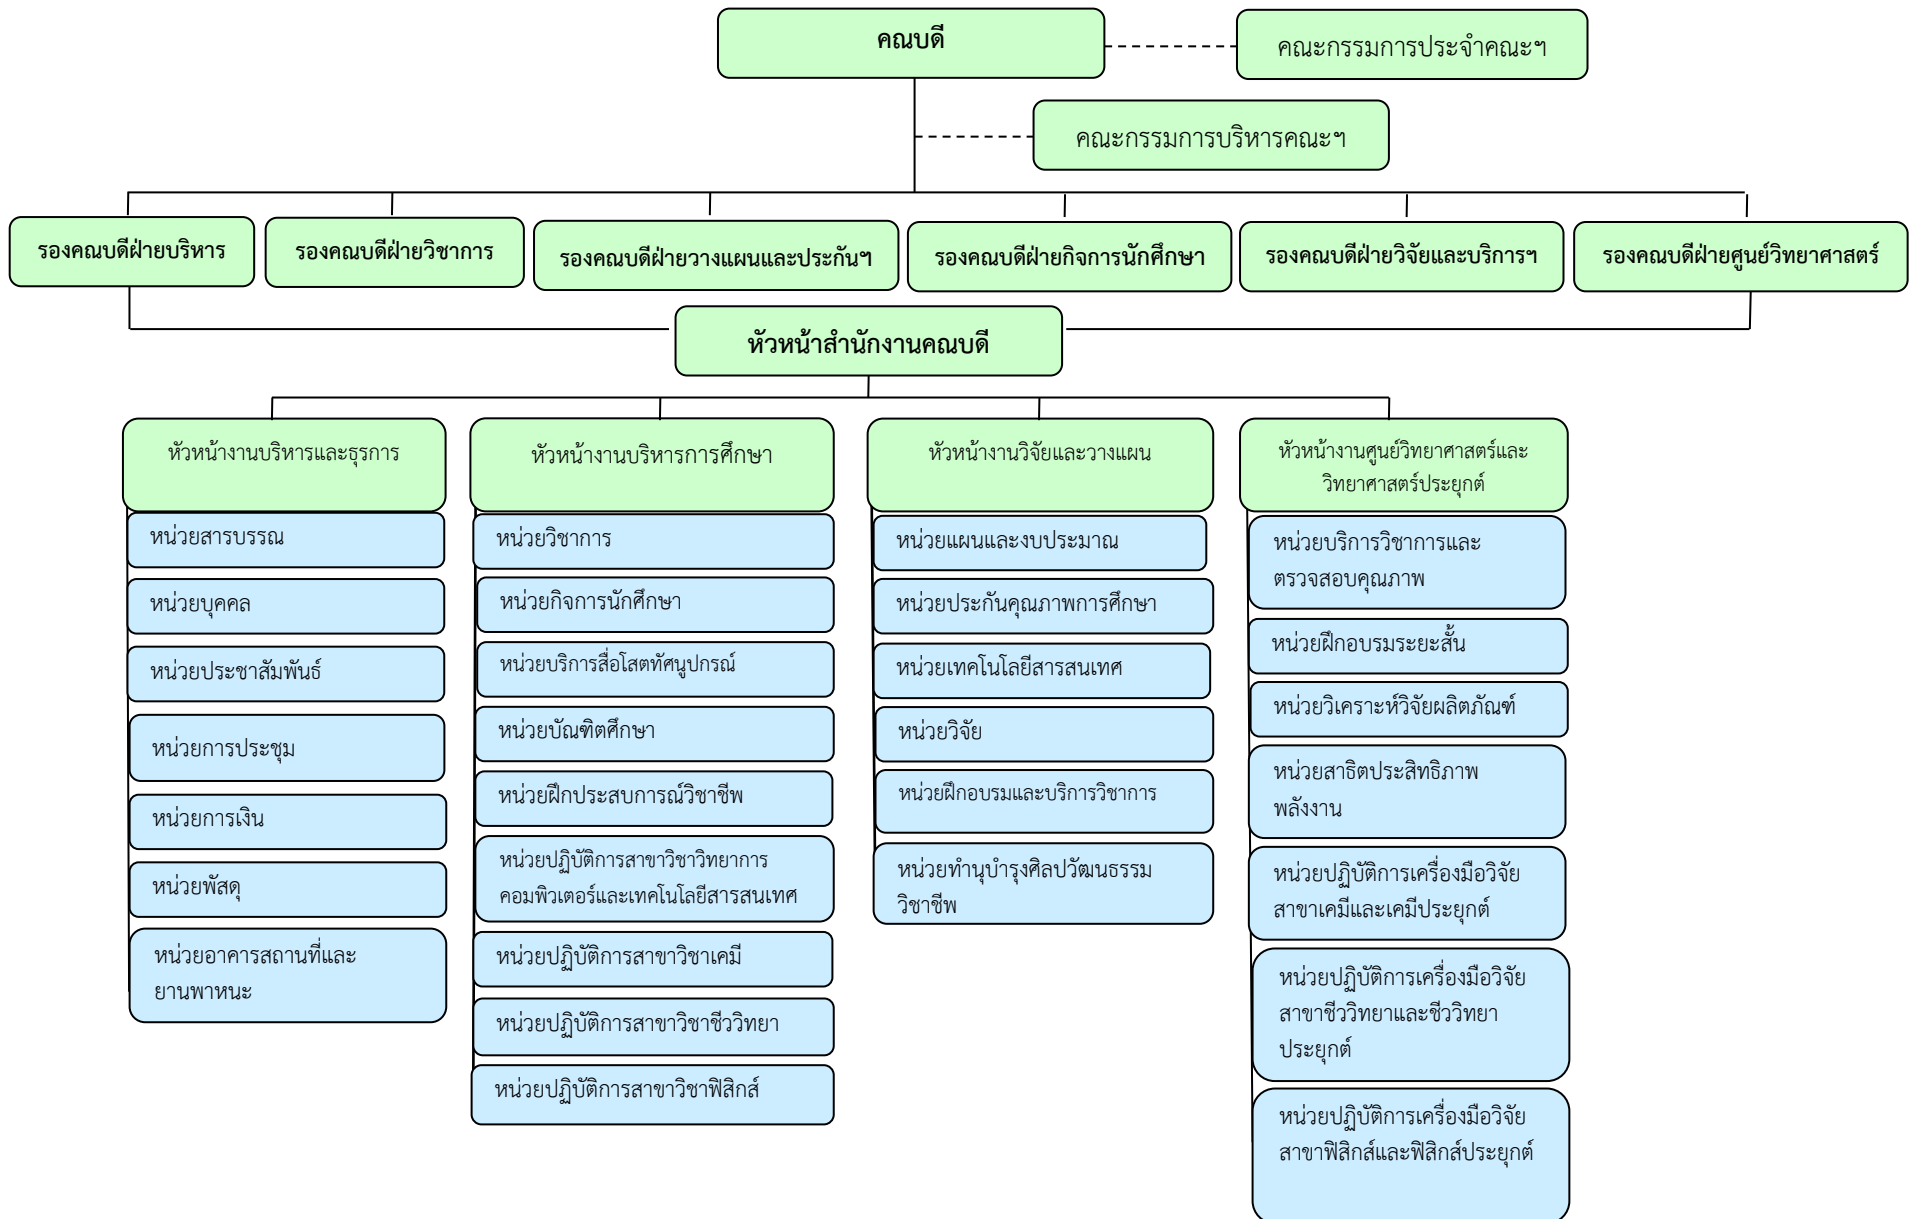 คณบดี
คณะกรรมการประจำคณะฯ
คณะกรรมการบริหารคณะฯ
รองคณบดีฝ่ายบริหาร
รองคณบดีฝ่ายวิชาการ
รองคณบดีฝ่ายวางแผนและประกันฯ
รองคณบดีฝ่ายกิจการนักศึกษา
รองคณบดีฝ่ายวิจัยและบริการฯ
รองคณบดีฝ่ายศูนย์วิทยาศาสตร์
หัวหน้าสำนักงานคณบดี
หัวหน้างานบริหารและธุรการ
หน่วยสารบรรณ
หน่วยบุคคล
หน่วยประชาสัมพันธ์
หน่วยการประชุม
หน่วยการเงิน
หน่วยพัสดุ
หน่วยอาคารสถานที่และ
ยานพาหนะ
หัวหน้างานบริหารการศึกษา
หน่วยวิชาการ
หน่วยกิจการนักศึกษา
หน่วยบริการสื่อโสตทัศนูปกรณ์
หน่วยบัณฑิตศึกษา
หน่วยฝึกประสบการณ์วิชาชีพ
หน่วยปฏิบัติการสาขาวิชาวิทยาการ
คอมพิวเตอร์และเทคโนโลยีสารสนเทศ
หน่วยปฏิบัติการสาขาวิชาเคมี
หน่วยปฏิบัติการสาขาวิชาชีววิทยา
หน่วยปฏิบัติการสาขาวิชาฟิสิกส์
หัวหน้างานวิจัยและวางแผน
หน่วยแผนและงบประมาณ
หน่วยประกันคุณภาพการศึกษา
หน่วยเทคโนโลยีสารสนเทศ
หน่วยวิจัย
หน่วยฝึกอบรมและบริการวิชาการ
หน่วยทำนุบำรุงศิลปวัฒนธรรม
วิชาชีพ
หัวหน้างานศูนย์วิทยาศาสตร์และ
วิทยาศาสตร์ประยุกต์
หน่วยบริการวิชาการและ
ตรวจสอบคุณภาพ
หน่วยฝึกอบรมระยะสั้น
หน่วยวิเคราะห์วิจัยผลิตภัณฑ์
หน่วยสาธิตประสิทธิภาพ
พลังงาน
หน่วยปฏิบัติการเครื่องมือวิจัย
สาขาเคมีและเคมีประยุกต์
หน่วยปฏิบัติการเครื่องมือวิจัย
สาขาชีววิทยาและชีววิทยา
ประยุกต์
หน่วยปฏิบัติการเครื่องมือวิจัย
สาขาฟิสิกส์และฟิสิกส์ประยุกต์